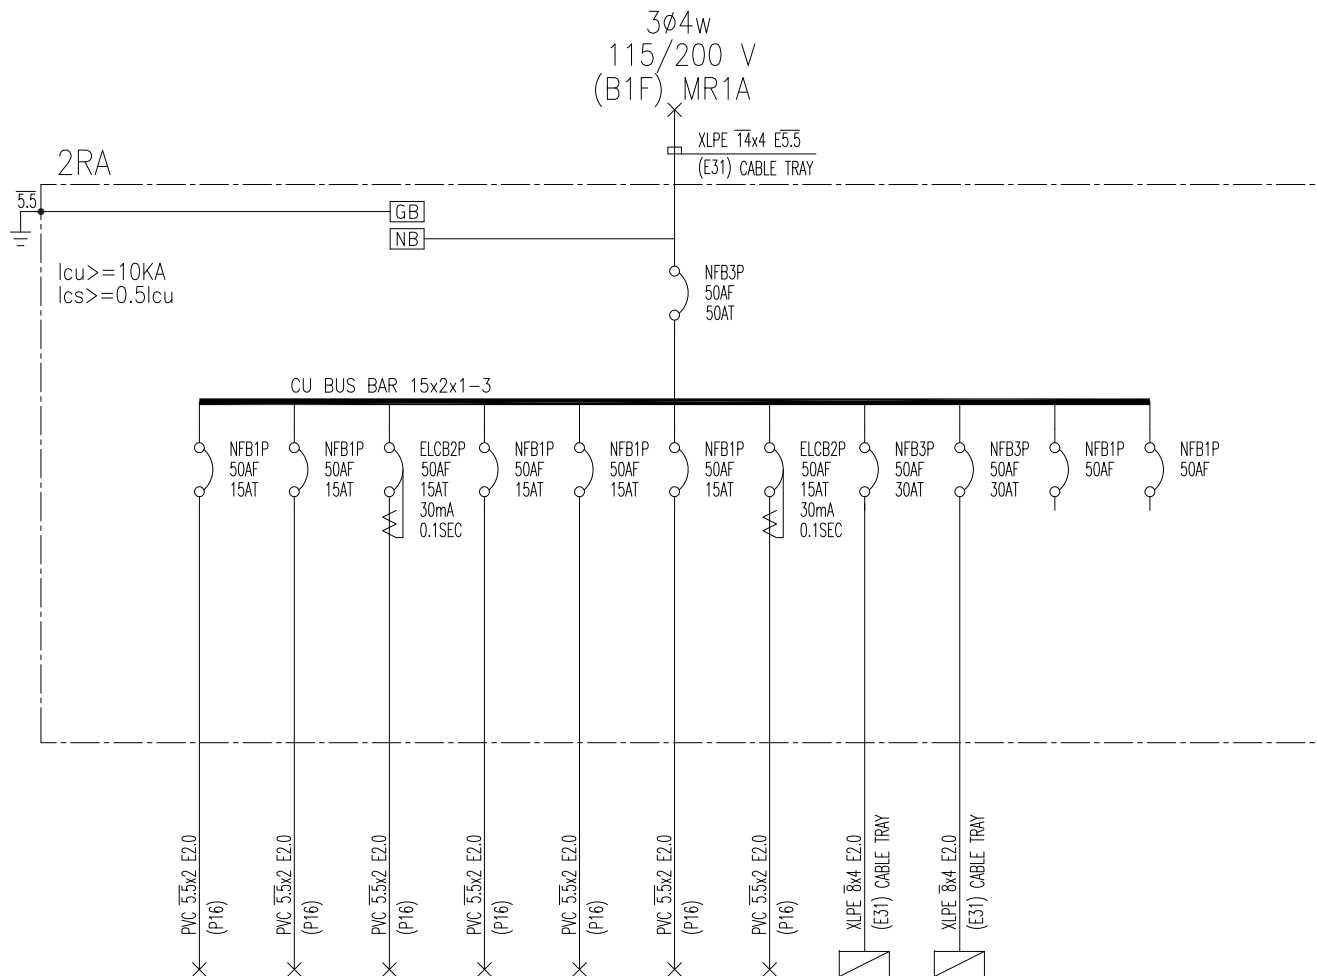 3ø4w
115/200 V
(B1F) MR1A
XLPE 14x4 E5.5
(E31) CABLE TRAY
2RA
5.5
GB
NB
Icu>=10KA
Ics>=0.5Icu
NFB3P
50AF
50AT
CU BUS BAR 15x2x1-3
NFB1P
50AF
15AT
NFB1P
50AF
15AT
ELCB2P
50AF
15AT
30mA
0.1SEC
NFB1P
50AF
15AT
NFB1P
50AF
15AT
NFB1P
50AF
15AT
ELCB2P
50AF
15AT
30mA
0.1SEC
NFB3P
50AF
30AT
NFB3P
50AF
30AT
NFB1P
50AF
NFB1P
50AF
PVC 5.5x2 E2.0
(P16)
PVC 5.5x2 E2.0
(P16)
PVC 5.5x2 E2.0
(P16)
PVC 5.5x2 E2.0
(P16)
PVC 5.5x2 E2.0
(P16)
PVC 5.5x2 E2.0
(P16)
PVC 5.5x2 E2.0
(P16)
XLPE 8x4 E2.0
(E31) CABLE TRAY
XLPE 8x4 E2.0
(E31) CABLE TRAY